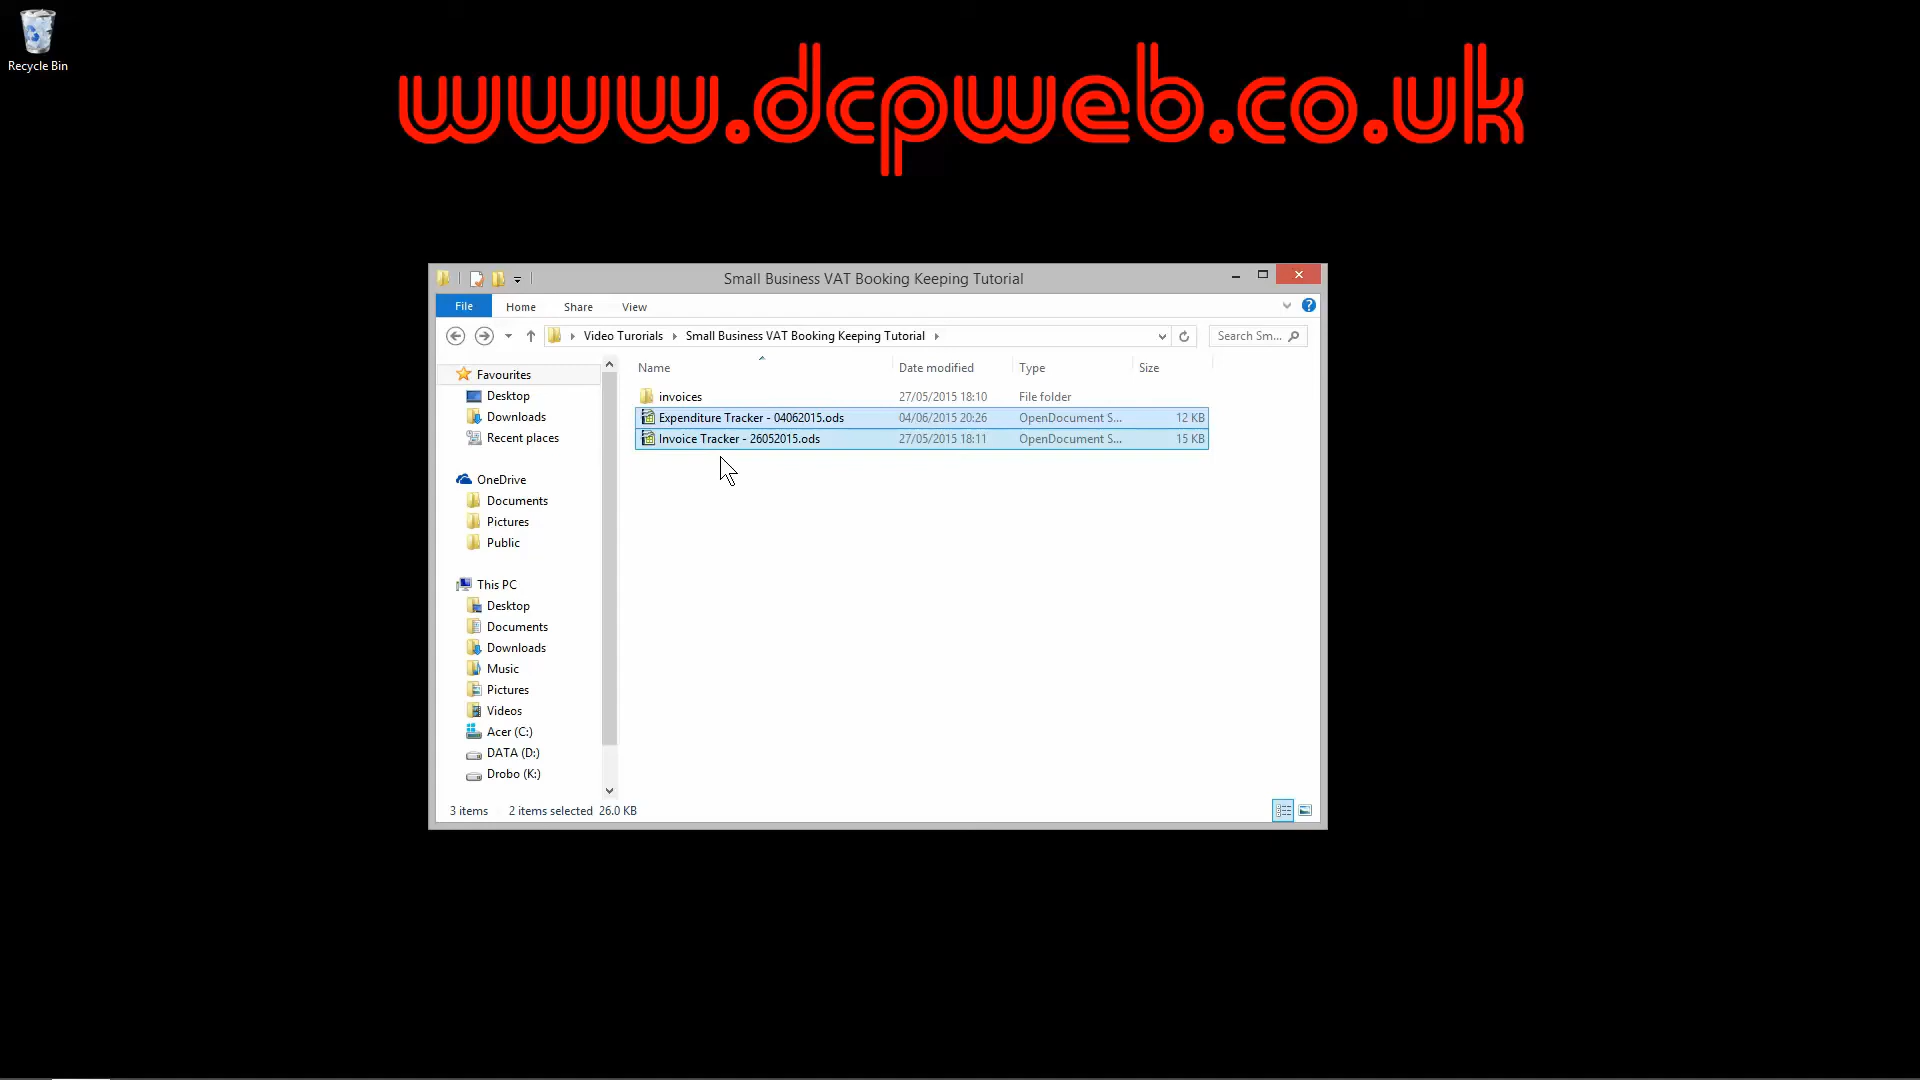 Recycle Bin
www.dcpweb.co.uk
Small Business VAT Booking Keeping Tutorial
File Home Share View
Video Turorials Small Business VAT Booking Keeping Tutorial Search Sm...
Name Date modified Type Size
invoices 27/05/2015 18:10 File folder
Expenditure Tracker - 04062015.ods 04/06/2015 20:26 OpenDocument S... 12 KB
Invoice Tracker - 26052015.ods 27/05/2015 18:11 OpenDocument S... 15 KB
Favourites
Desktop
Downloads
Recent places
OneDrive
Documents
Pictures
Public
This PC
Desktop
Documents
Downloads
Music
Pictures
Videos
Acer (C:)
DATA (D:)
Drobo (K:)
3 items 2 items selected 26.0 KB